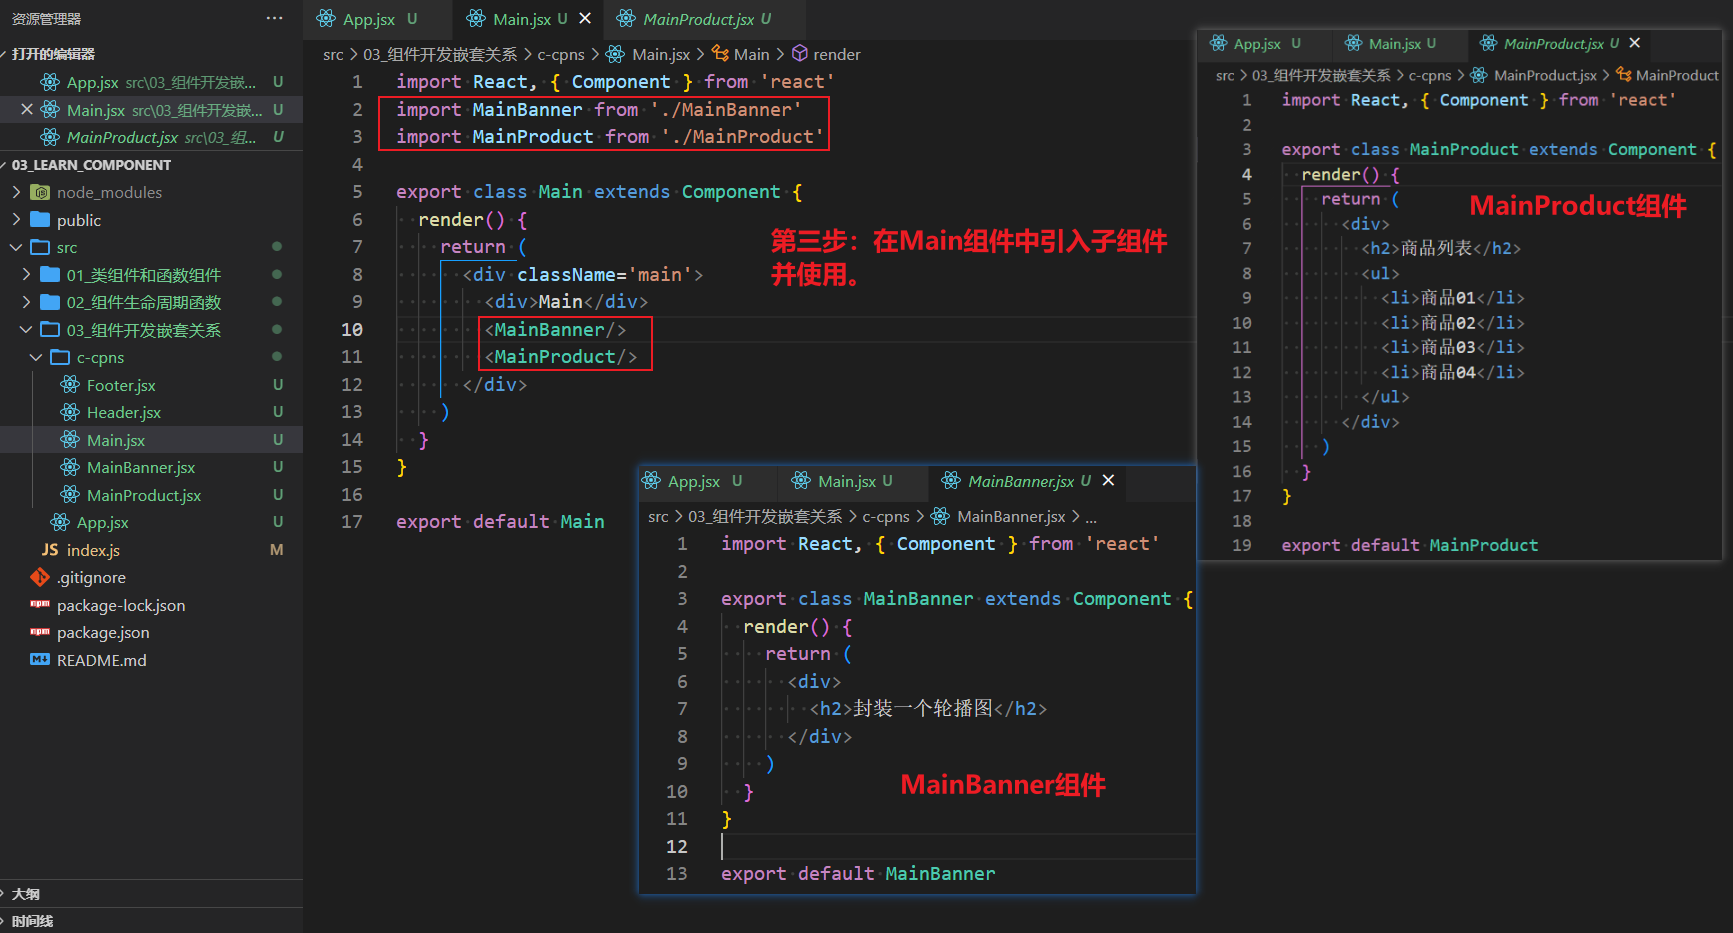 资源管理器
···
打开的编辑器
App.jsx src\03_组件开发嵌... U
Main.jsx src\03_组件开发嵌... U
MainProduct.jsx src\03_组... U
03_LEARN_COMPONENT
node_modules
public
src
01_类组件和函数组件
02_组件生命周期函数
03_组件开发嵌套关系
c-cpns
Footer.jsx U
Header.jsx U
Main.jsx U
MainBanner.jsx U
MainProduct.jsx U
App.jsx U
JS index.js M
.gitignore
npm package-lock.json
npm package.json
M↓ README.md
大纲
时间线
App.jsx U Main.jsx U MainProduct.jsx U
src > 03_组件开发嵌套关系 > c-cpns > Main.jsx > Main > render
1 import React, { Component } from 'react'
2 import MainBanner from './MainBanner'
3 import MainProduct from './MainProduct'
4
5 export class Main extends Component {
6 render() {
7 return (
8 <div className='main'>
9 <div>Main</div>
10 <MainBanner/>
11 <MainProduct/>
12 </div>
13 )
14 }
15 }
16
17 export default Main
第三步：在Main组件中引入子组件
并使用。
App.jsx U Main.jsx U MainProduct.jsx U
src > 03_组件开发嵌套关系 > c-cpns > MainProduct.jsx > MainProduct
1 import React, { Component } from 'react'
2
3 export class MainProduct extends Component {
4 render() {
5 return (
6 <div>
7 <h2>商品列表</h2>
8 <ul>
9 <li>商品01</li>
10 <li>商品02</li>
11 <li>商品03</li>
12 <li>商品04</li>
13 </ul>
14 </div>
15 )
16 }
17 }
18
19 export default MainProduct
MainProduct组件
App.jsx U Main.jsx U MainBanner.jsx U
src > 03_组件开发嵌套关系 > c-cpns > MainBanner.jsx > ...
1 import React, { Component } from 'react'
2
3 export class MainBanner extends Component {
4 render() {
5 return (
6 <div>
7 <h2>封装一个轮播图</h2>
8 </div>
9 )
10 }
11 }
12
13 export default MainBanner
MainBanner组件